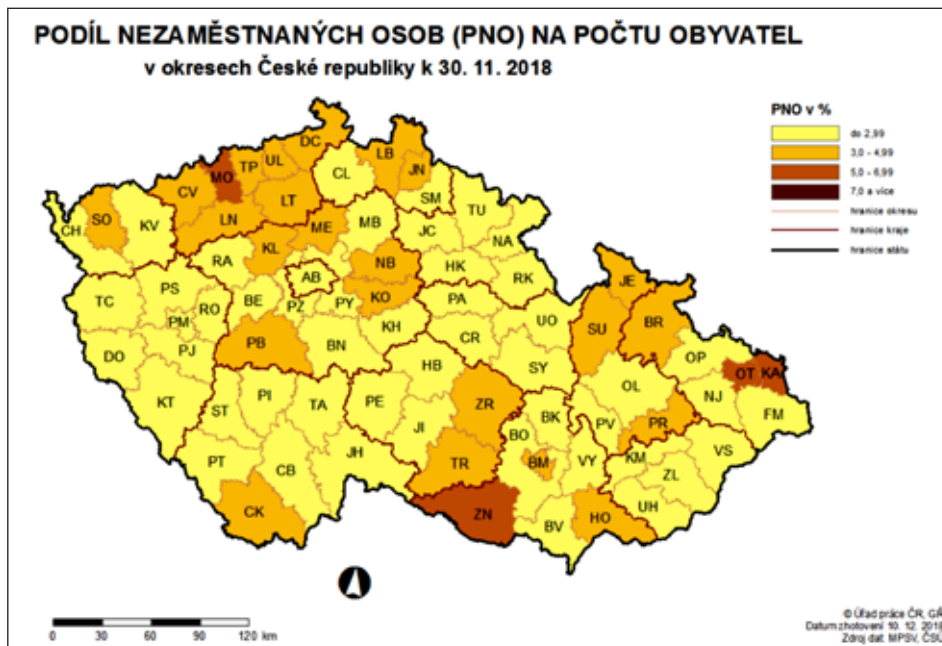 PODÍL NEZAMĚSTNANÝCH OSOB (PNO) NA POČTU OBYVATEL
v okresech České republiky k 30. 11. 2018
PNO v %
do 2,99
3,0 - 4,99
5,0 - 6,99
7,0 a více
hranice okresu
hranice kraje
hranice státu
DC
LB
TP UL
JN
MO
CL
CV
LT
SM
TU
SO
LN
KV
CH
ME
MB
JC
NA
KL
RA
NB
HK
RK
AB
JE
TC
PS
BE
KO
PA
RO
PZ
PY
UO
SU
BR
PM
KH
CR
PJ
PB
BN
DO
OP
SY
HB
OT KA
OL
KT
ST
PI
TA
PE
ZR
NJ
FM
BK
JI
PR
BO
PV
VS
PT
JH
KM
TR
BM
VY
ZL
CB
CK
ZN
HO
UH
BV
0 30 60 90 120 km
© Úřad práce ČR, GŘ
Datum zhotovení 10. 12. 2018
Zdroj dat: MPSV, ČSÚ